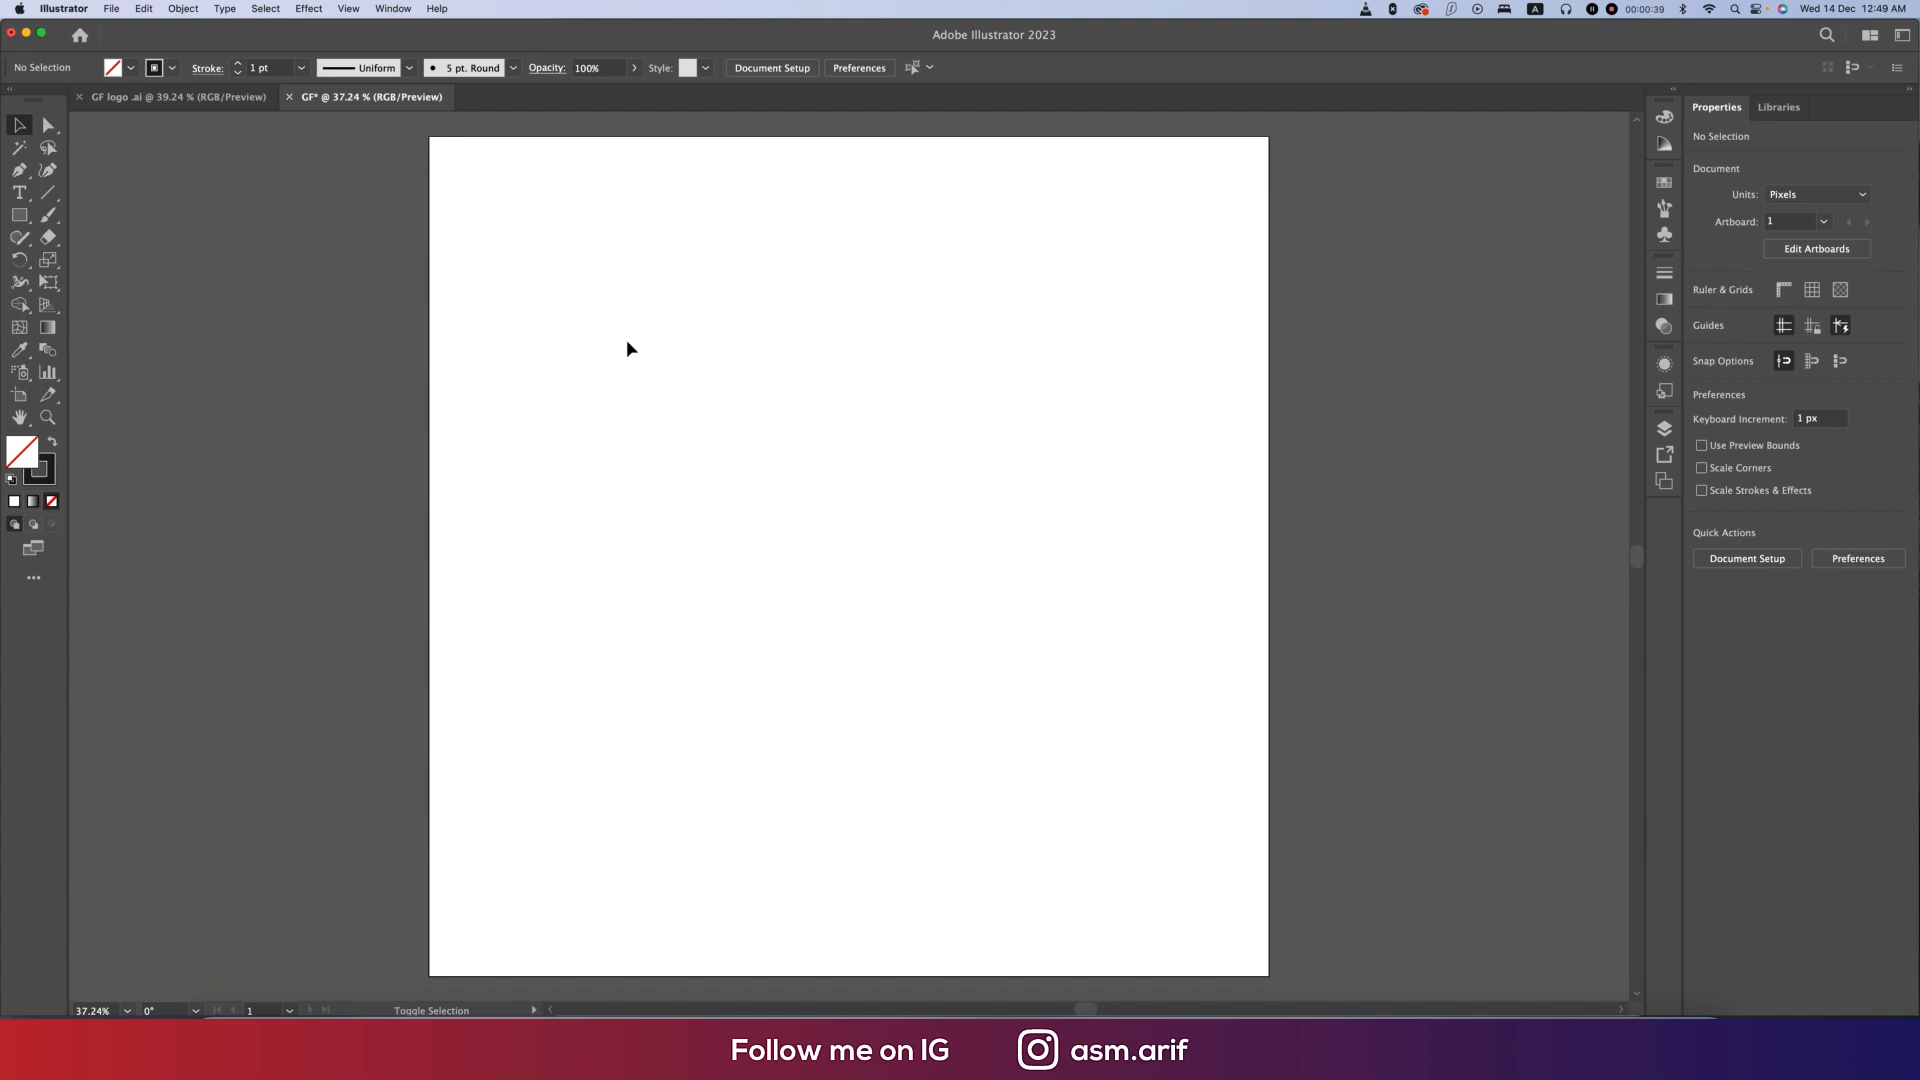 Illustrator File Edit Object Type Select Effect View Window Help
A 00:00:39 Wed 14 Dec 12:49 AM
Adobe Illustrator 2023
No Selection Stroke: 1 pt Uniform 5 pt. Round Opacity: 100% Style: Document Setup Preferences
GF logo .ai @ 39.24 % (RGB/Preview) GF* @ 37.24 % (RGB/Preview)
Properties Libraries
No Selection
Document
Units: Pixels
Artboard: 1
Edit Artboards
Ruler & Grids
Guides
Snap Options
Preferences
Keyboard Increment: 1 px
Use Preview Bounds
Scale Corners
Scale Strokes & Effects
Quick Actions
Document Setup Preferences
37.24% 0° 1 Toggle Selection
Follow me on IG asm.arif